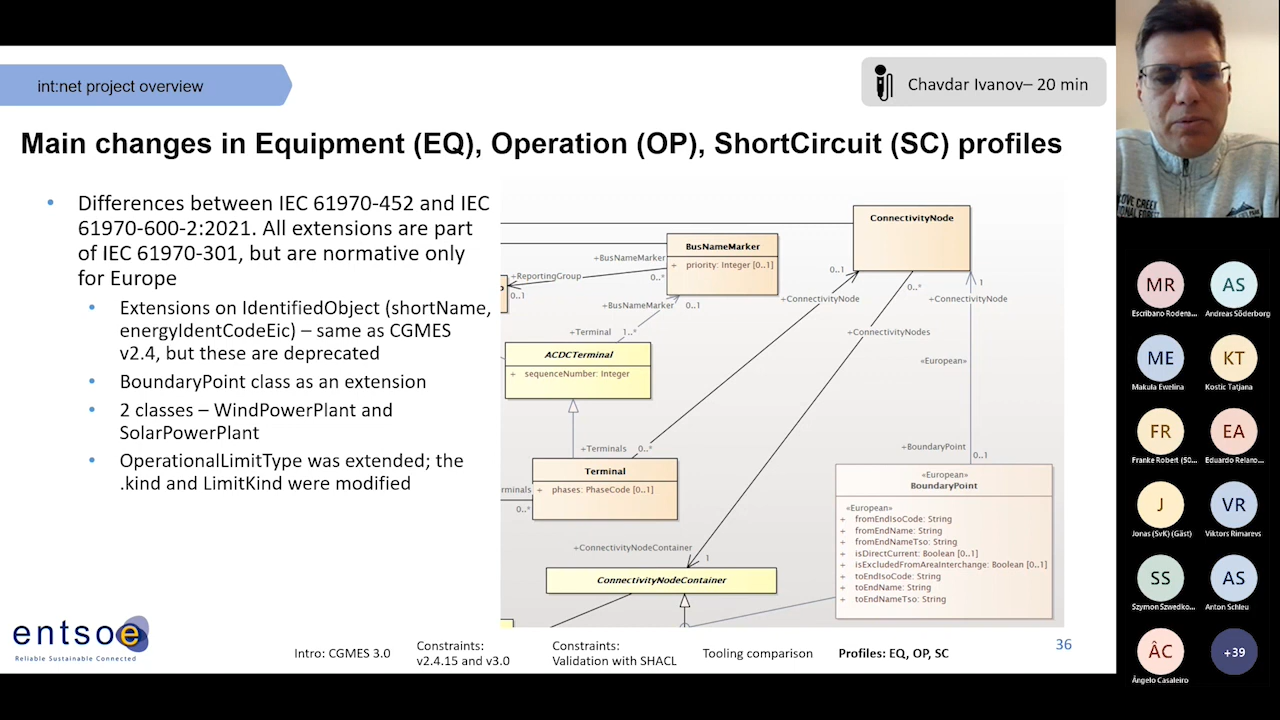 int:net project overview
Chavdar Ivanov– 20 min
Main changes in Equipment (EQ), Operation (OP), ShortCircuit (SC) profiles
• Differences between IEC 61970-452 and IEC
61970-600-2:2021. All extensions are part
of IEC 61970-301, but are normative only
for Europe
• Extensions on IdentifiedObject (shortName,
energyIdentCodeEic) – same as CGMES
v2.4, but these are deprecated
• BoundaryPoint class as an extension
• 2 classes – WindPowerPlant and
SolarPowerPlant
• OperationalLimitType was extended; the
.kind and LimitKind were modified
ConnectivityNode
BusNameMarker
+ priority: Integer [0..1]
+BusNameMarker
0..*
+ReportingGroup
0..1
+BusNameMarker 0..1
+Terminal 1..*
ACDCTerminal
+ sequenceNumber: Integer
0..1
+ConnectivityNode
0..*
+ConnectivityNodes
1
+ConnectivityNode
«European»
+Terminals 0..*
Terminal
+ phases: PhaseCode [0..1]
rminals
0..*
+BoundaryPoint
0..1
«European»
BoundaryPoint
«European»
+ fromEndIsoCode: String
+ fromEndName: String
+ fromEndNameTso: String
+ isDirectCurrent: Boolean [0..1]
+ isExcludedFromAreaInterchange: Boolean [0..1]
+ toEndIsoCode: String
+ toEndName: String
+ toEndNameTso: String
+ConnectivityNodeContainer
1
ConnectivityNodeContainer
entsoe
Reliable Sustainable Connected
Intro: CGMES 3.0
Constraints:
v2.4.15 and v3.0
Constraints:
Validation with SHACL
Tooling comparison
Profiles: EQ, OP, SC
36
MR
Escribano Rodera...
AS
Andreas Söderborg
ME
Makula Ewelina
KT
Kostic Tatjana
FR
Franke Robert (50...
EA
Eduardo Relano...
J
Jonas (SvK) (Gäst)
VR
Viktors Rimarevs
SS
Szymon Szwedko...
AS
Anton Schleu
ÂC
Ângelo Casaleiro
+39